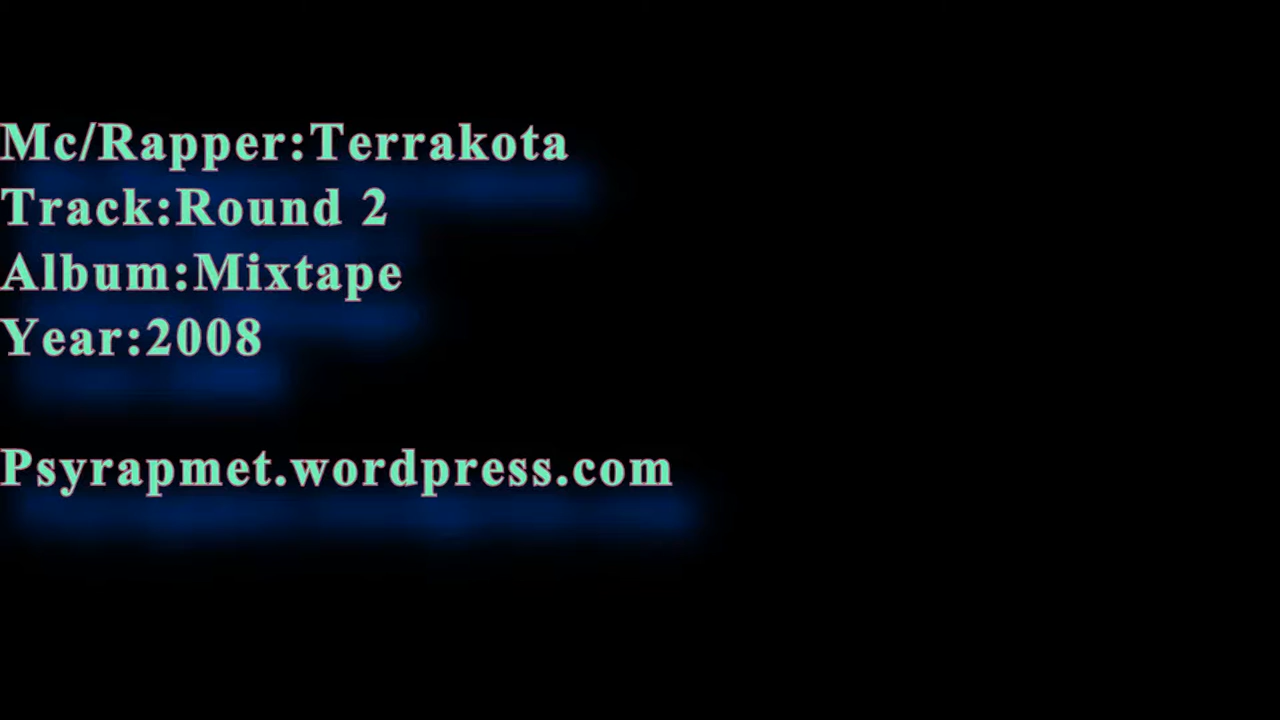 Mc/Rapper:Terrakota
Track:Round 2
Album:Mixtape
Year:2008
Psyrapmet.wordpress.com